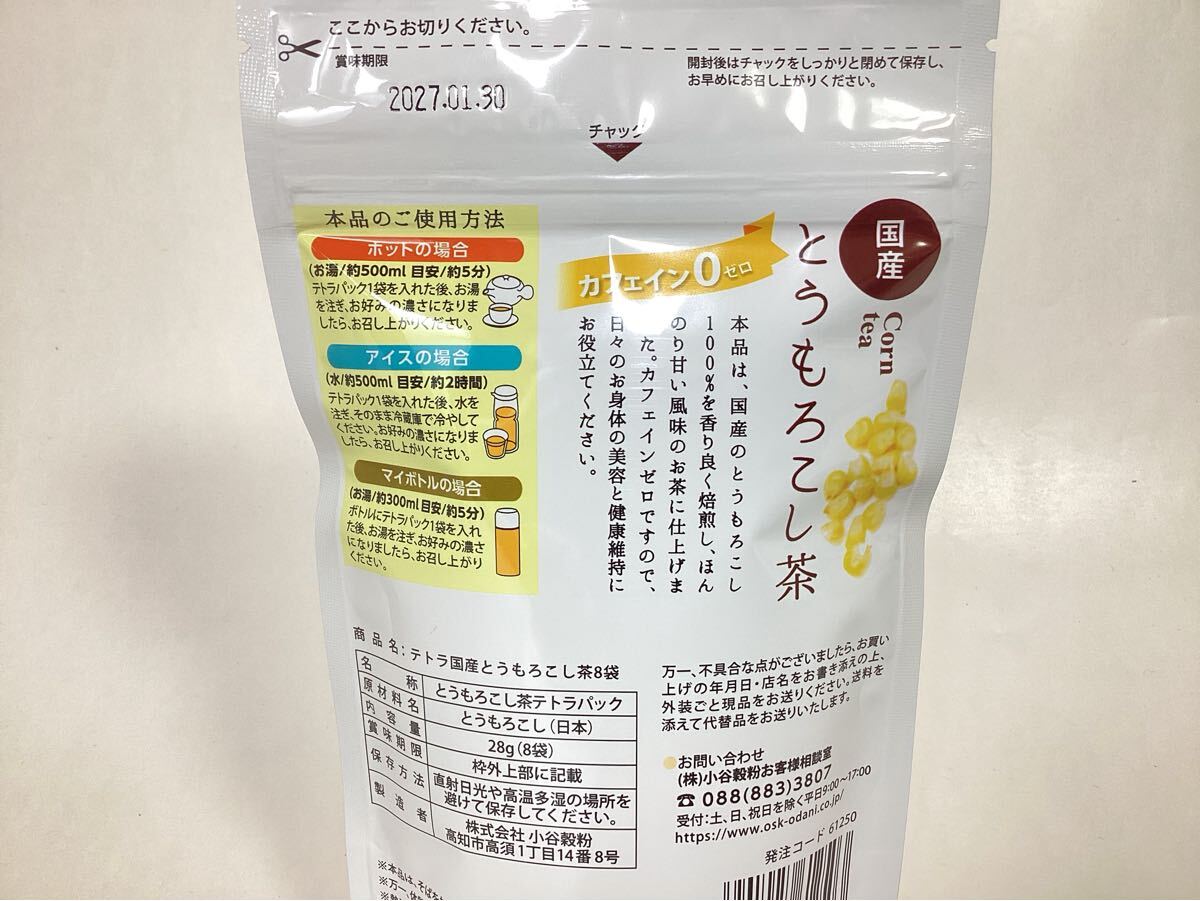 ここからお切りください。
賞味期限
2027.01.30
開封後はチャックをしっかりと閉めて保存し、
お早めにお召し上がりください。
チャック
本品のご使用方法
ホットの場合
(お湯/約500ml 目安/約5分)
テトラパック1袋を入れた後、お湯
を注ぎ、お好みの濃さになりま
したら、お召し上がりください。
アイスの場合
(水/約500ml 目安/約2時間)
テトラパック1袋を入れた後、水を
注ぎ、そのまま冷蔵庫で冷やして
ください。お好みの濃さになりま
したら、お召し上がりください。
マイボトルの場合
(お湯/約300ml 目安/約5分)
ボトルにテトラパック1袋を入れ
た後、お湯を注ぎ、お好みの濃さ
になりましたら、お召し上がり
ください。
国産
とうもろこし茶
Corn
tea
カフェイン0ゼロ
本品は、国産のとうもろこし
100%を香り良く焙煎し、ほん
のり甘い風味のお茶に仕上げま
した。カフェインゼロですので、
日々のお身体の美容と健康維持に
お役立てください。
商品名:テトラ国産とうもろこし茶8袋
名称 とうもろこし茶テトラパック
原材料名 とうもろこし(日本)
内容量 28g(8袋)
賞味期限 枠外上部に記載
保存方法 直射日光や高温多湿の場所を
避けて保存してください。
製造者 株式会社 小谷穀粉
高知市高須1丁目14番8号
万一、不具合な点がございましたら、お買い
上げの年月日・店名をお書き添えの上、
外装ごと現品をお送りください。送料を
添えて代替品をお送りいたします。
お問い合わせ
(株)小谷穀粉お客様相談室
☎ 088(883)3807
受付:土、日、祝日を除く平日9:00~17:00
https://www.osk-odani.co.jp/
発注コード 61250
※本品は、そばを
※万一、体